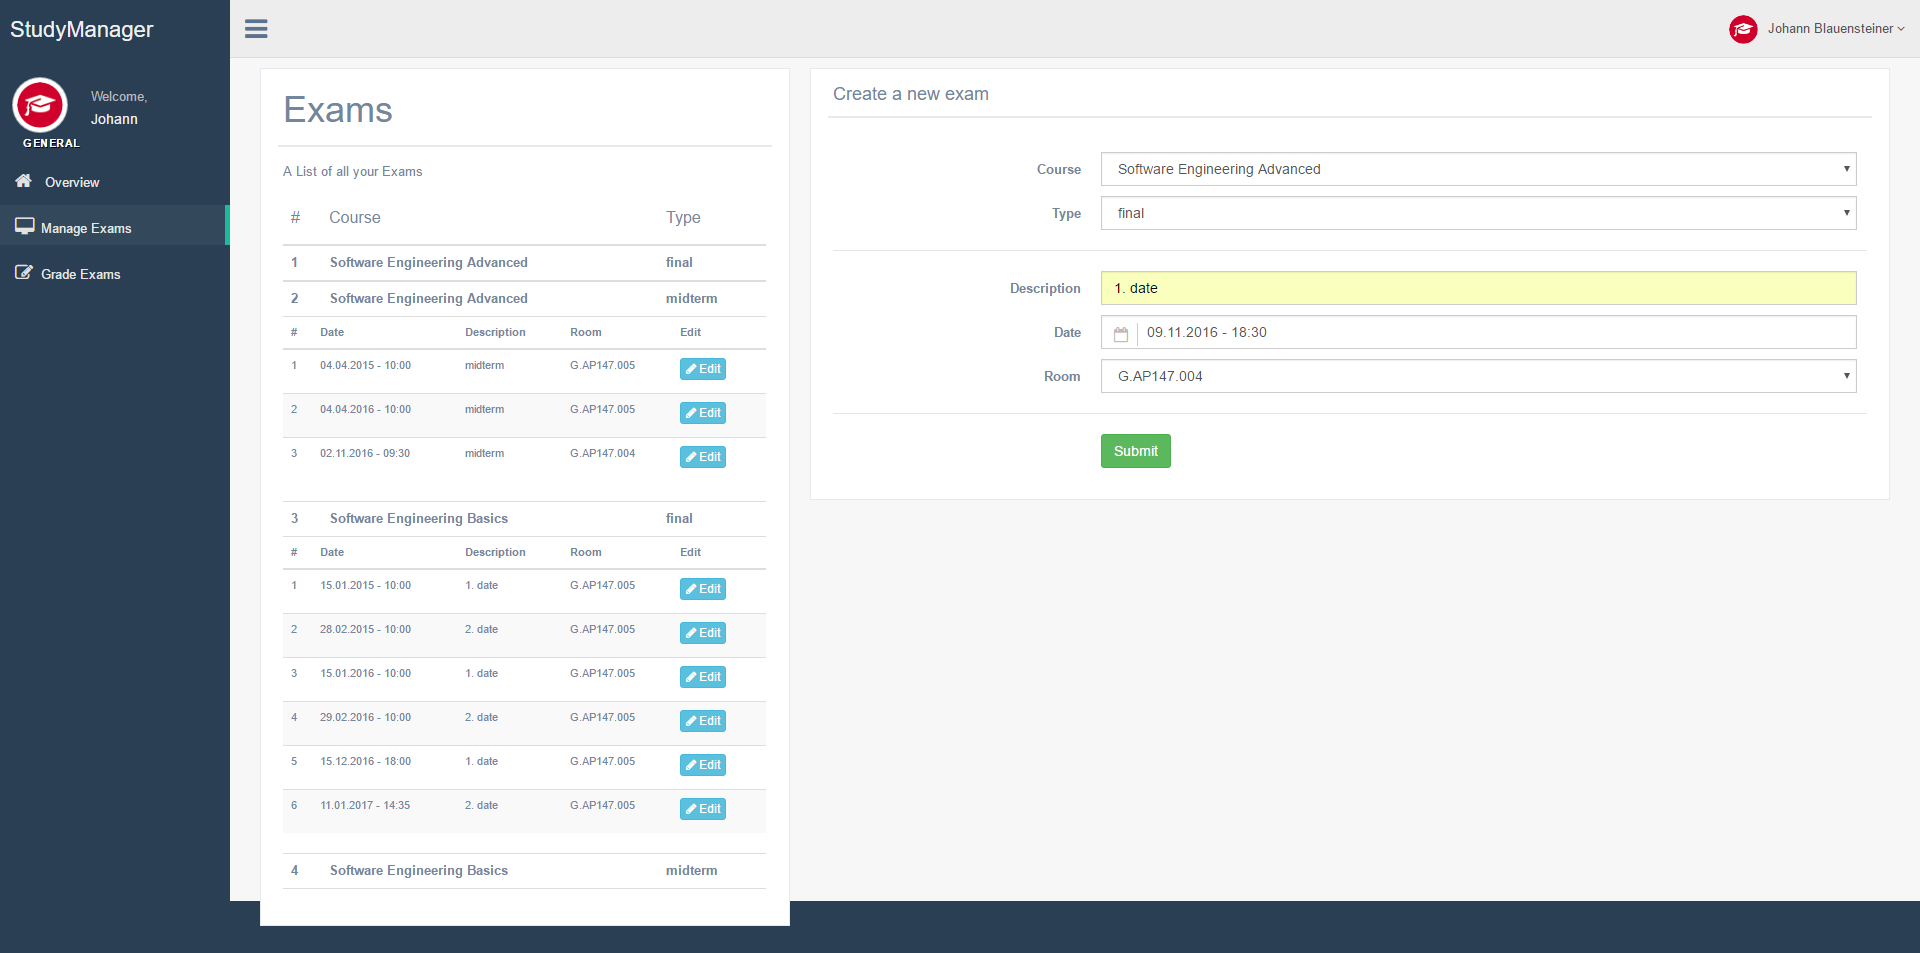 StudyManager
Johann Blauensteiner
Welcome,
Johann
GENERAL
Overview
Manage Exams
Grade Exams
Exams
A List of all your Exams
# Course Type
1 Software Engineering Advanced final
2 Software Engineering Advanced midterm
# Date Description Room Edit
1 04.04.2015 - 10:00 midterm G.AP147.005 Edit
2 04.04.2016 - 10:00 midterm G.AP147.005 Edit
3 02.11.2016 - 09:30 midterm G.AP147.004 Edit
3 Software Engineering Basics final
# Date Description Room Edit
1 15.01.2015 - 10:00 1. date G.AP147.005 Edit
2 28.02.2015 - 10:00 2. date G.AP147.005 Edit
3 15.01.2016 - 10:00 1. date G.AP147.005 Edit
4 29.02.2016 - 10:00 2. date G.AP147.005 Edit
5 15.12.2016 - 18:00 1. date G.AP147.005 Edit
6 11.01.2017 - 14:35 2. date G.AP147.005 Edit
4 Software Engineering Basics midterm
Create a new exam
Course Software Engineering Advanced
Type final
Description 1. date
Date 09.11.2016 - 18:30
Room G.AP147.004
Submit